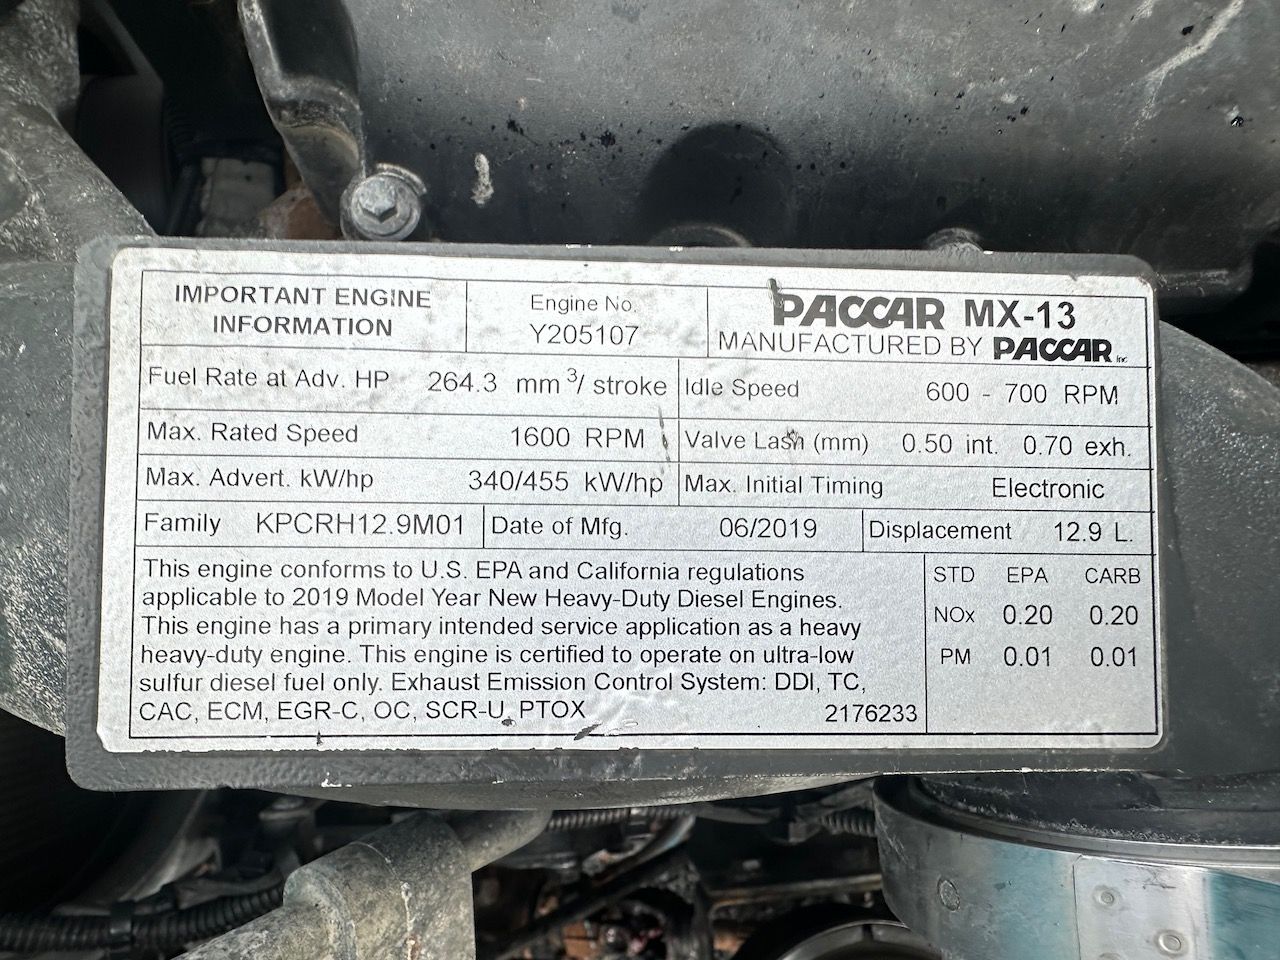 IMPORTANT ENGINE
INFORMATION
Engine No.
Y205107
PACCAR MX-13
MANUFACTURED BY PACCAR Inc
Fuel Rate at Adv. HP 264.3 mm³/ stroke
Idle Speed 600 - 700 RPM
Max. Rated Speed 1600 RPM
Valve Lash (mm) 0.50 int. 0.70 exh.
Max. Advert. kW/hp 340/455 kW/hp
Max. Initial Timing Electronic
Family KPCRH12.9M01
Date of Mfg. 06/2019
Displacement 12.9 L.
This engine conforms to U.S. EPA and California regulations
applicable to 2019 Model Year New Heavy-Duty Diesel Engines.
This engine has a primary intended service application as a heavy
heavy-duty engine. This engine is certified to operate on ultra-low
sulfur diesel fuel only. Exhaust Emission Control System: DDI, TC,
CAC, ECM, EGR-C, OC, SCR-U, PTOX 2176233
STD EPA CARB
NOx 0.20 0.20
PM 0.01 0.01